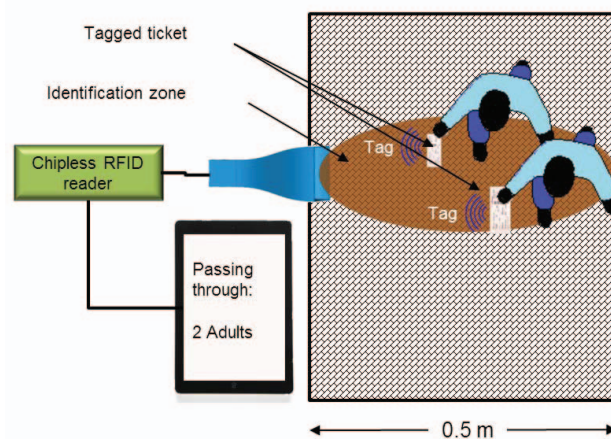 Tagged ticket
Identification zone
Chipless RFID
reader
Tag
Tag
Passing
through:
2 Adults
0.5 m